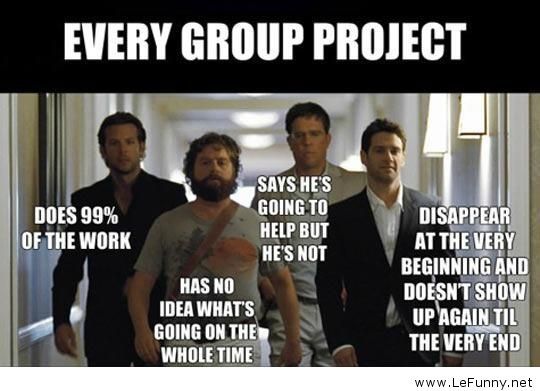 EVERY GROUP PROJECT
DOES 99%
OF THE WORK
HAS NO
IDEA WHAT'S
GOING ON THE
WHOLE TIME
SAYS HE'S
GOING TO
HELP BUT
HE'S NOT
DISAPPEAR
AT THE VERY
BEGINNING AND
DOESN'T SHOW
UP AGAIN TIL
THE VERY END
www.LeFunny.net